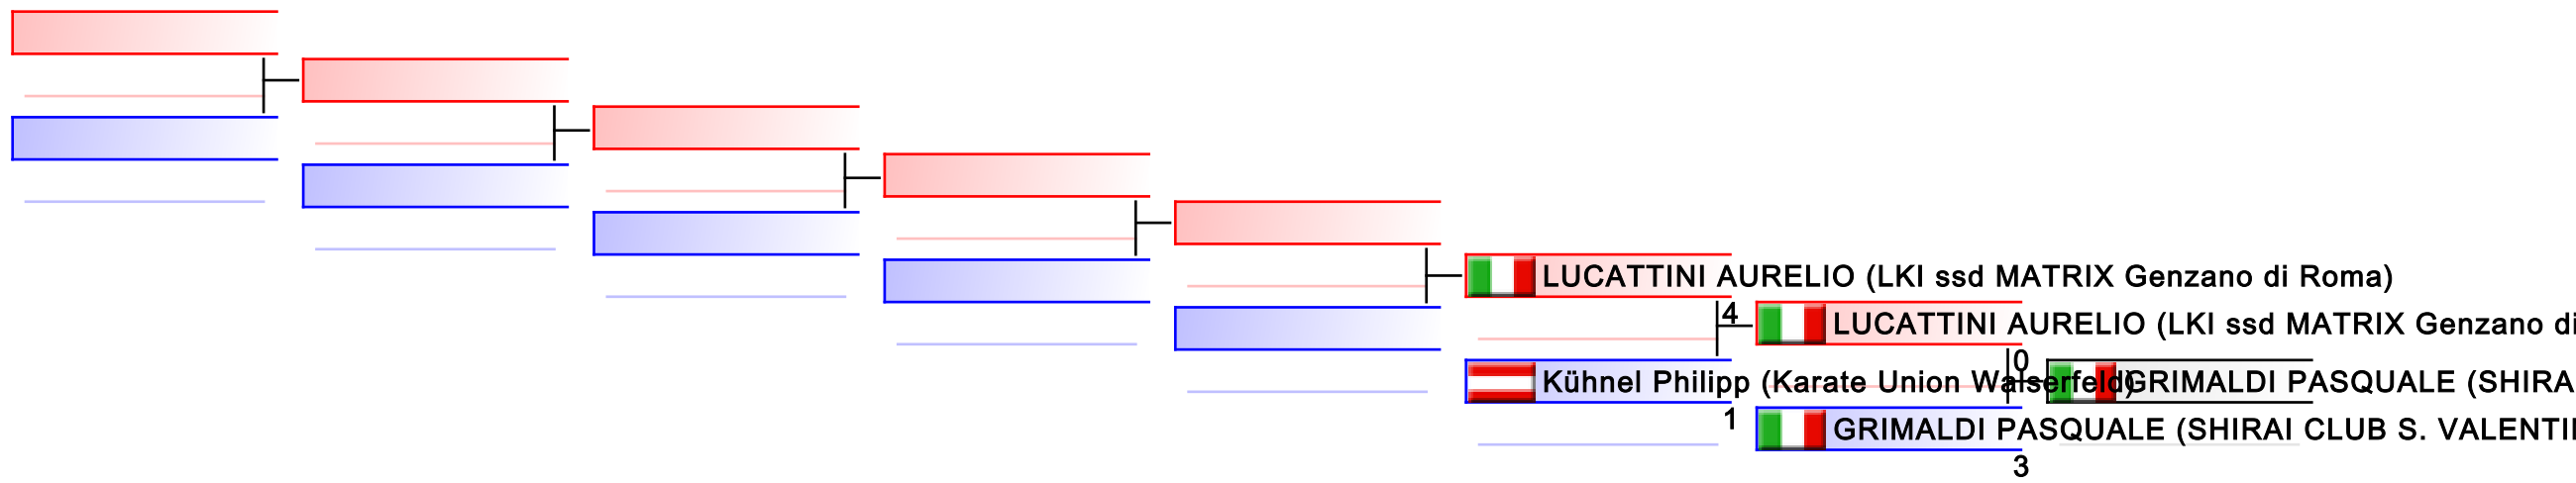 LUCATTINI AURELIO (LKI ssd MATRIX Genzano di Roma)
4
LUCATTINI AURELIO (LKI ssd MATRIX Genzano di
0
Kühnel Philipp (Karate Union Walserfeld)
GRIMALDI PASQUALE (SHIRA
1
GRIMALDI PASQUALE (SHIRAI CLUB S. VALENTI
3